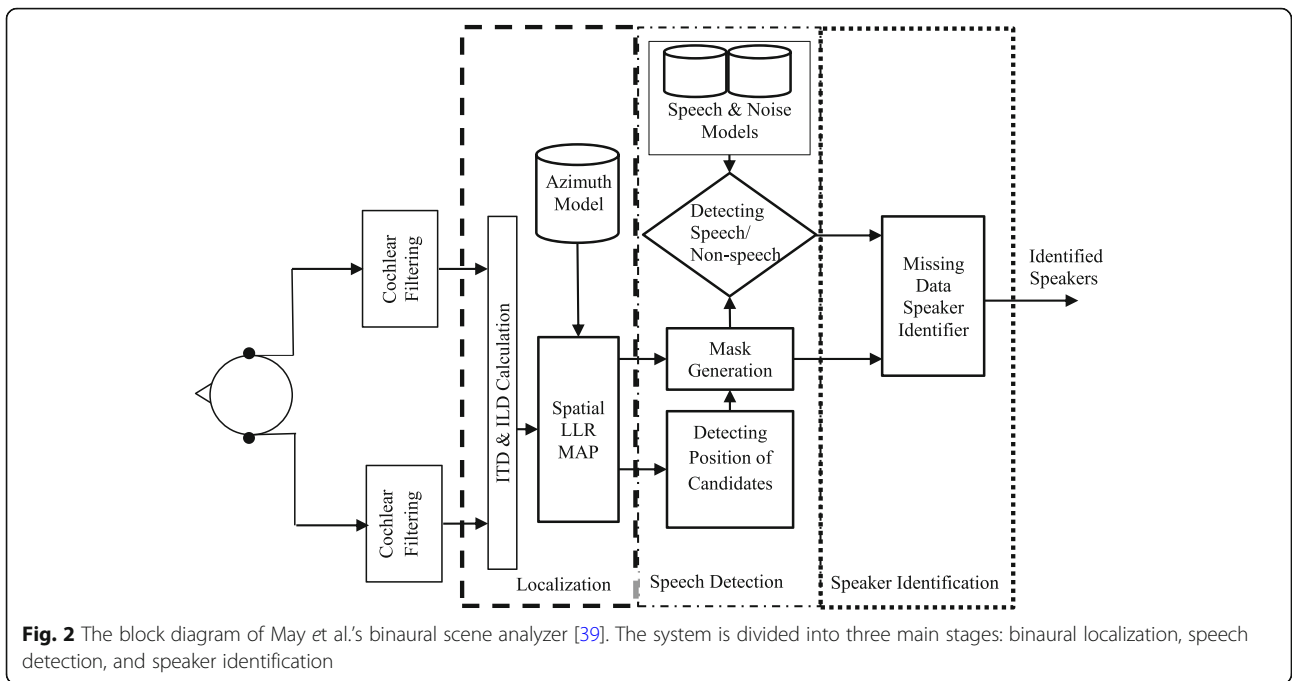 Cochlear
Filtering
Cochlear
Filtering
ITD & ILD Calculation
Azimuth
Model
Spatial
LLR
MAP
Localization
Speech & Noise
Models
Detecting
Speech/
Non-speech
Mask
Generation
Detecting
Position of
Candidates
Speech Detection
Missing
Data
Speaker
Identifier
Speaker Identification
Identified
Speakers
Fig. 2 The block diagram of May et al.'s binaural scene analyzer [39]. The system is divided into three main stages: binaural localization, speech
detection, and speaker identification